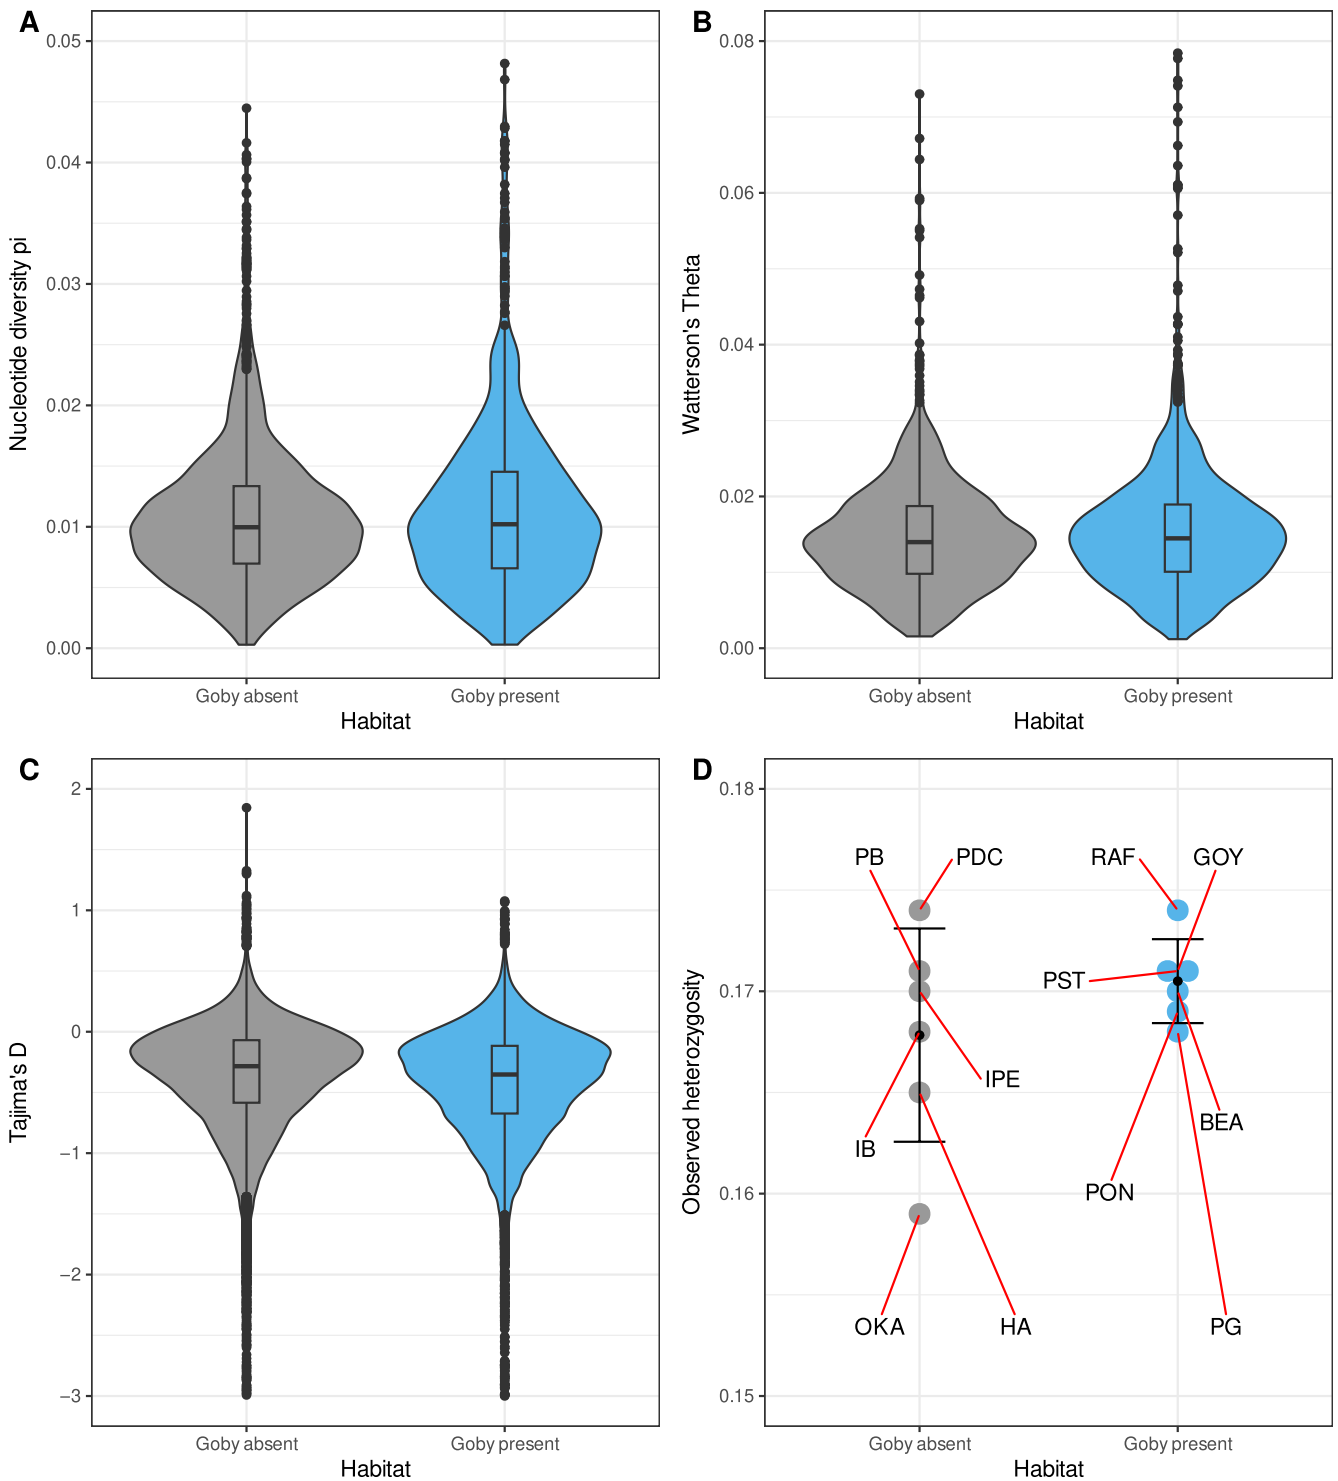 A
0.05
0.04
0.03
0.02
0.01
0.00
Nucleotide diversity pi
Goby absent
Goby present
Habitat
B
0.08
0.06
0.04
0.02
0.00
Watterson's Theta
Goby absent
Goby present
Habitat
C
2
1
0
−1
−2
−3
Tajima's D
Goby absent
Goby present
Habitat
D
0.18
0.17
0.16
0.15
Observed heterozygosity
PB
PDC
RAF
GOY
PST
IPE
BEA
IB
PON
OKA
HA
PG
Goby absent
Goby present
Habitat